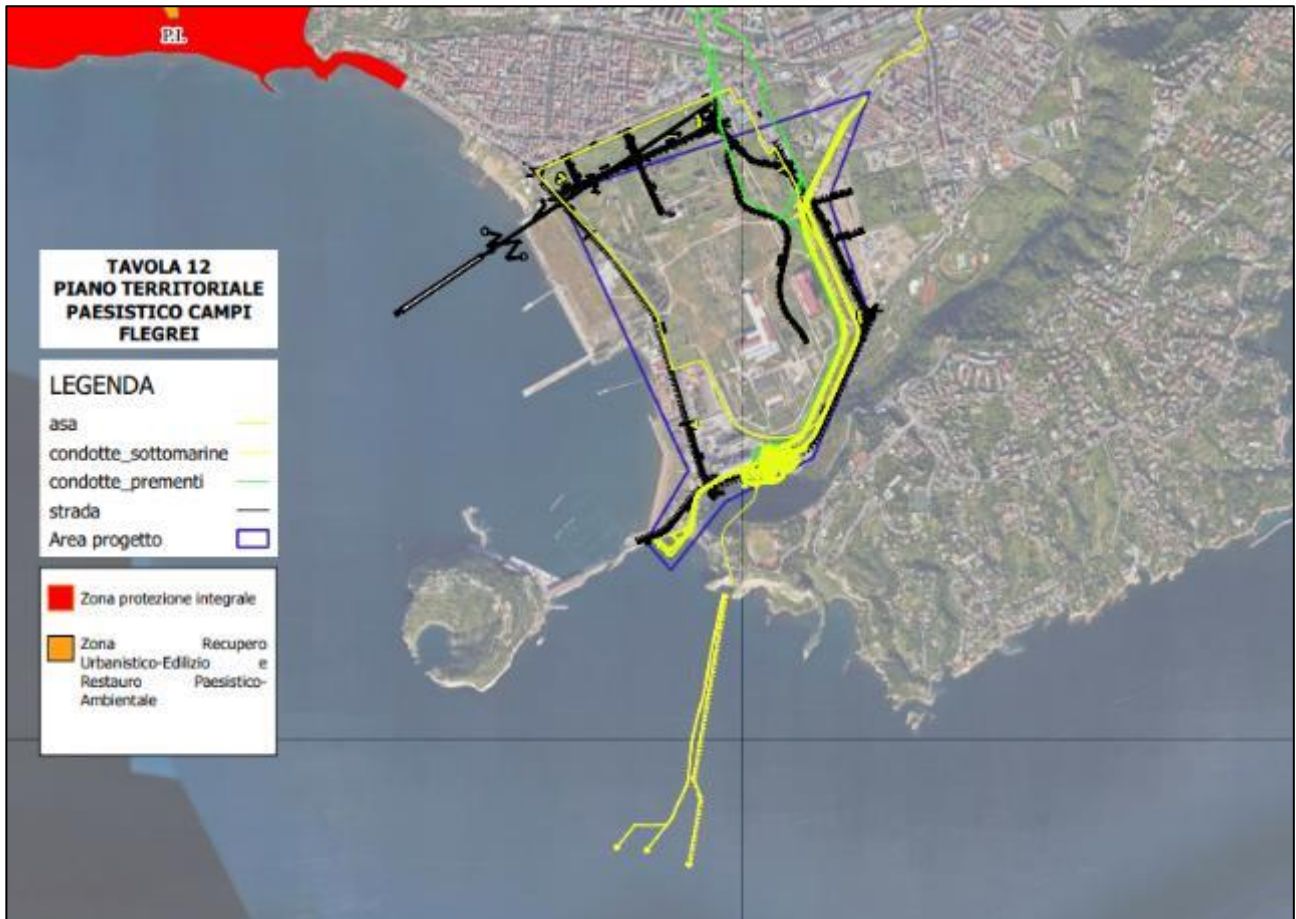 P.I.
TAVOLA 12
PIANO TERRITORIALE
PAESISTICO CAMPI
FLEGREI
LEGENDA
asa
condotte_sottomarine
condotte_prementi
strada
Area progetto
Zona protezione integrale
Zona Recupero
Urbanistico-Edilizio e
Restauro Paesistico-
Ambientale